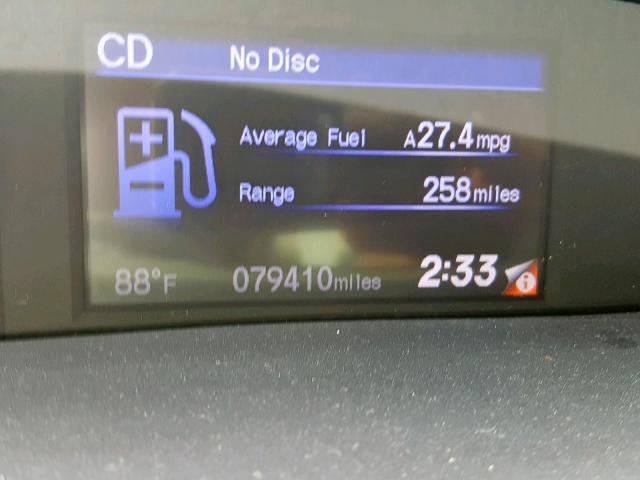 CD No Disc
Average Fuel A27.4mpg
Range 258miles
88°F 079410miles 2:33 i